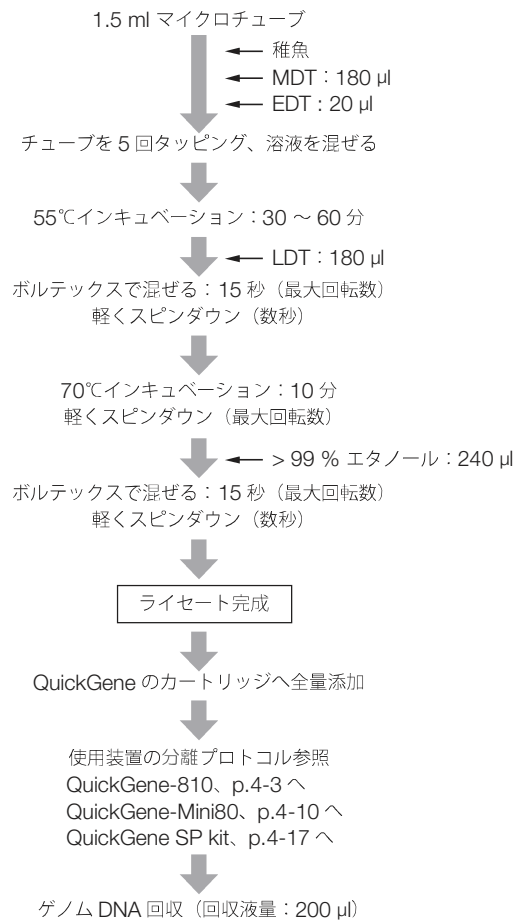 1.5 ml マイクロチューブ
稚魚
MDT：180 µl
EDT : 20 µl
チューブを 5 回タッピング、溶液を混ぜる
55℃インキュベーション：30 ～ 60 分
LDT：180 µl
ボルテックスで混ぜる：15 秒（最大回転数）
軽くスピンダウン（数秒）
70℃インキュベーション：10 分
軽くスピンダウン（最大回転数）
> 99 % エタノール：240 µl
ボルテックスで混ぜる：15 秒（最大回転数）
軽くスピンダウン（数秒）
ライセート完成
QuickGene のカートリッジへ全量添加
使用装置の分離プロトコル参照
QuickGene-810、p.4-3 へ
QuickGene-Mini80、p.4-10 へ
QuickGene SP kit、p.4-17 へ
ゲノム DNA 回収（回収液量：200 µl）